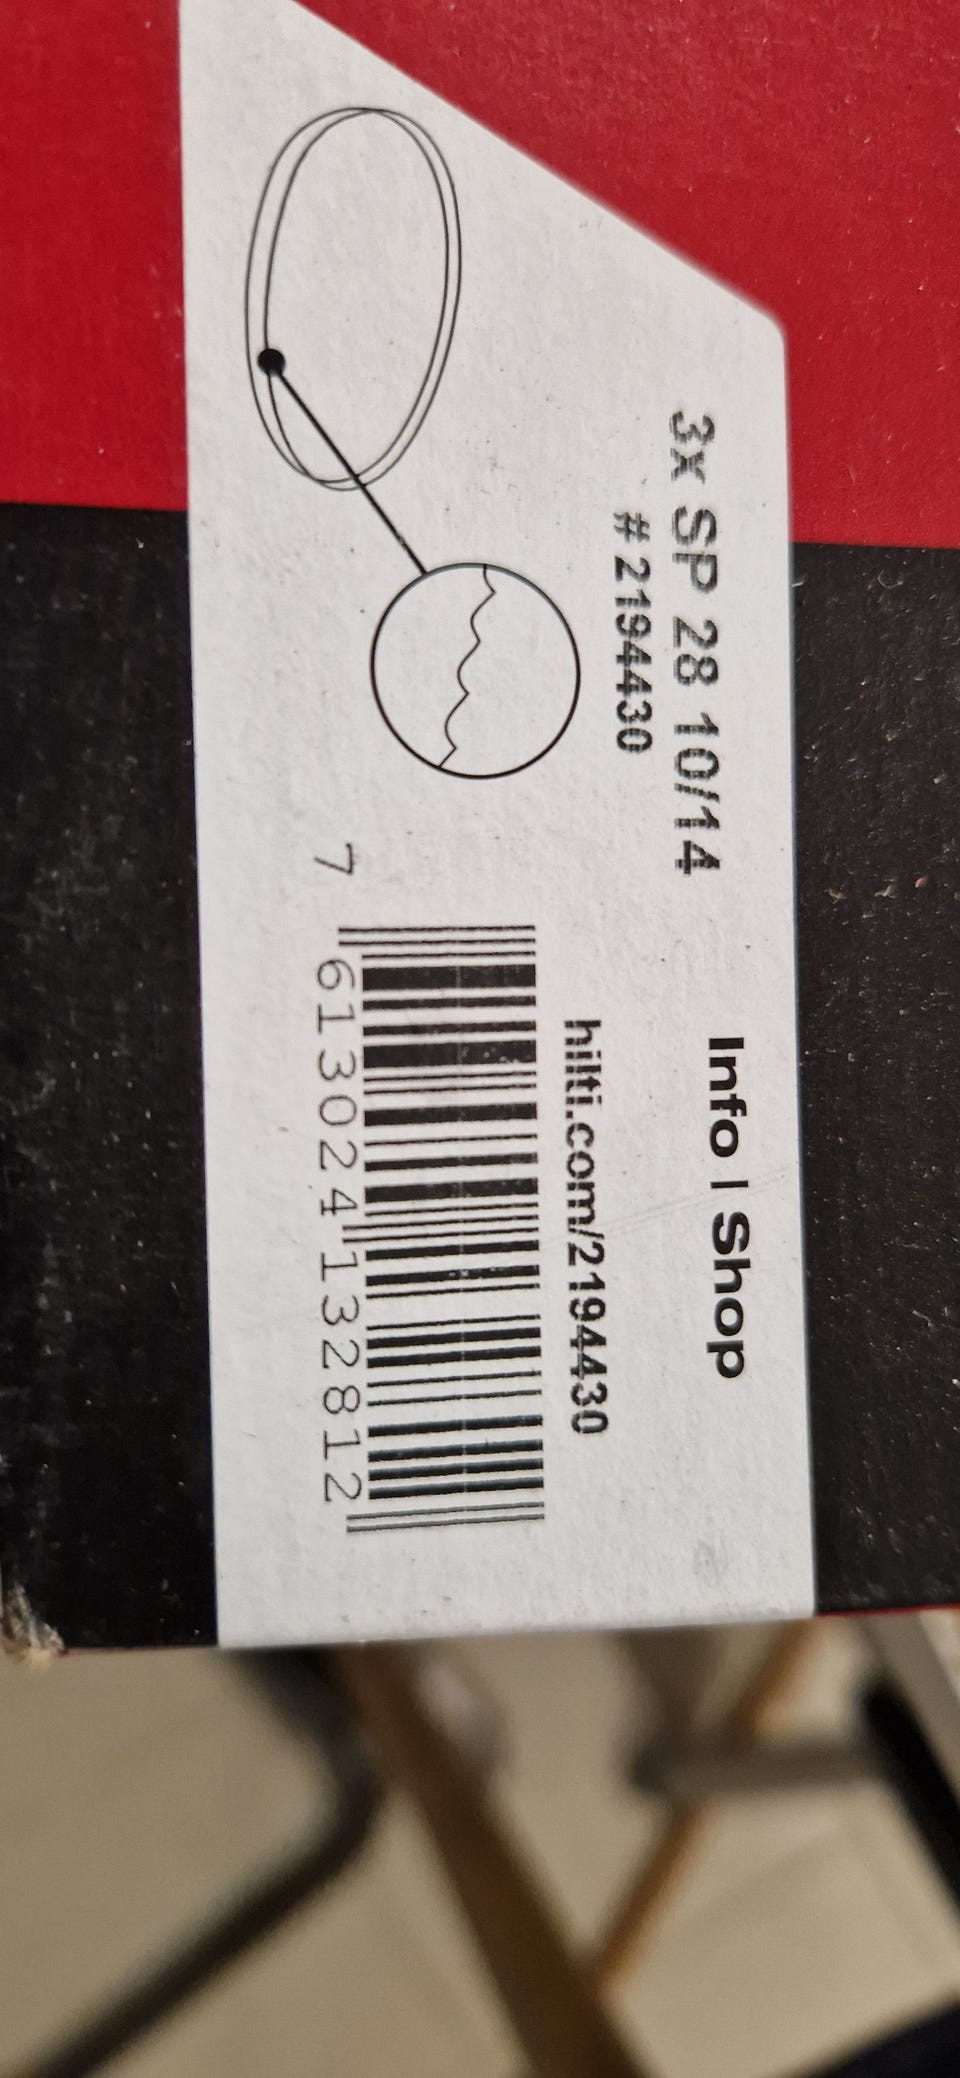 3x SP 28 10/14
# 2194430
Info | Shop
hilti.com/2194430
7 613024 132812